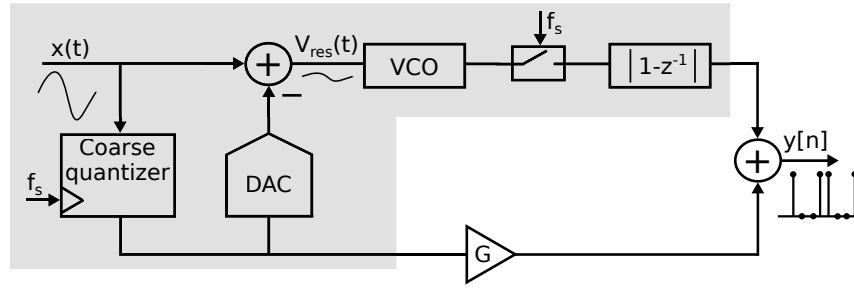 x(t)
V_res(t)
f_s
VCO
|1-z^-1|
Coarse
quantizer
f_s
DAC
G
y[n]
+
−
+